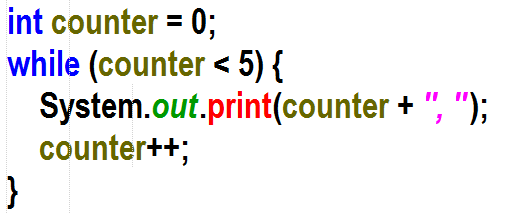 int counter = 0;
while (counter < 5) {
System.out.print(counter + ", ");
counter++;
}